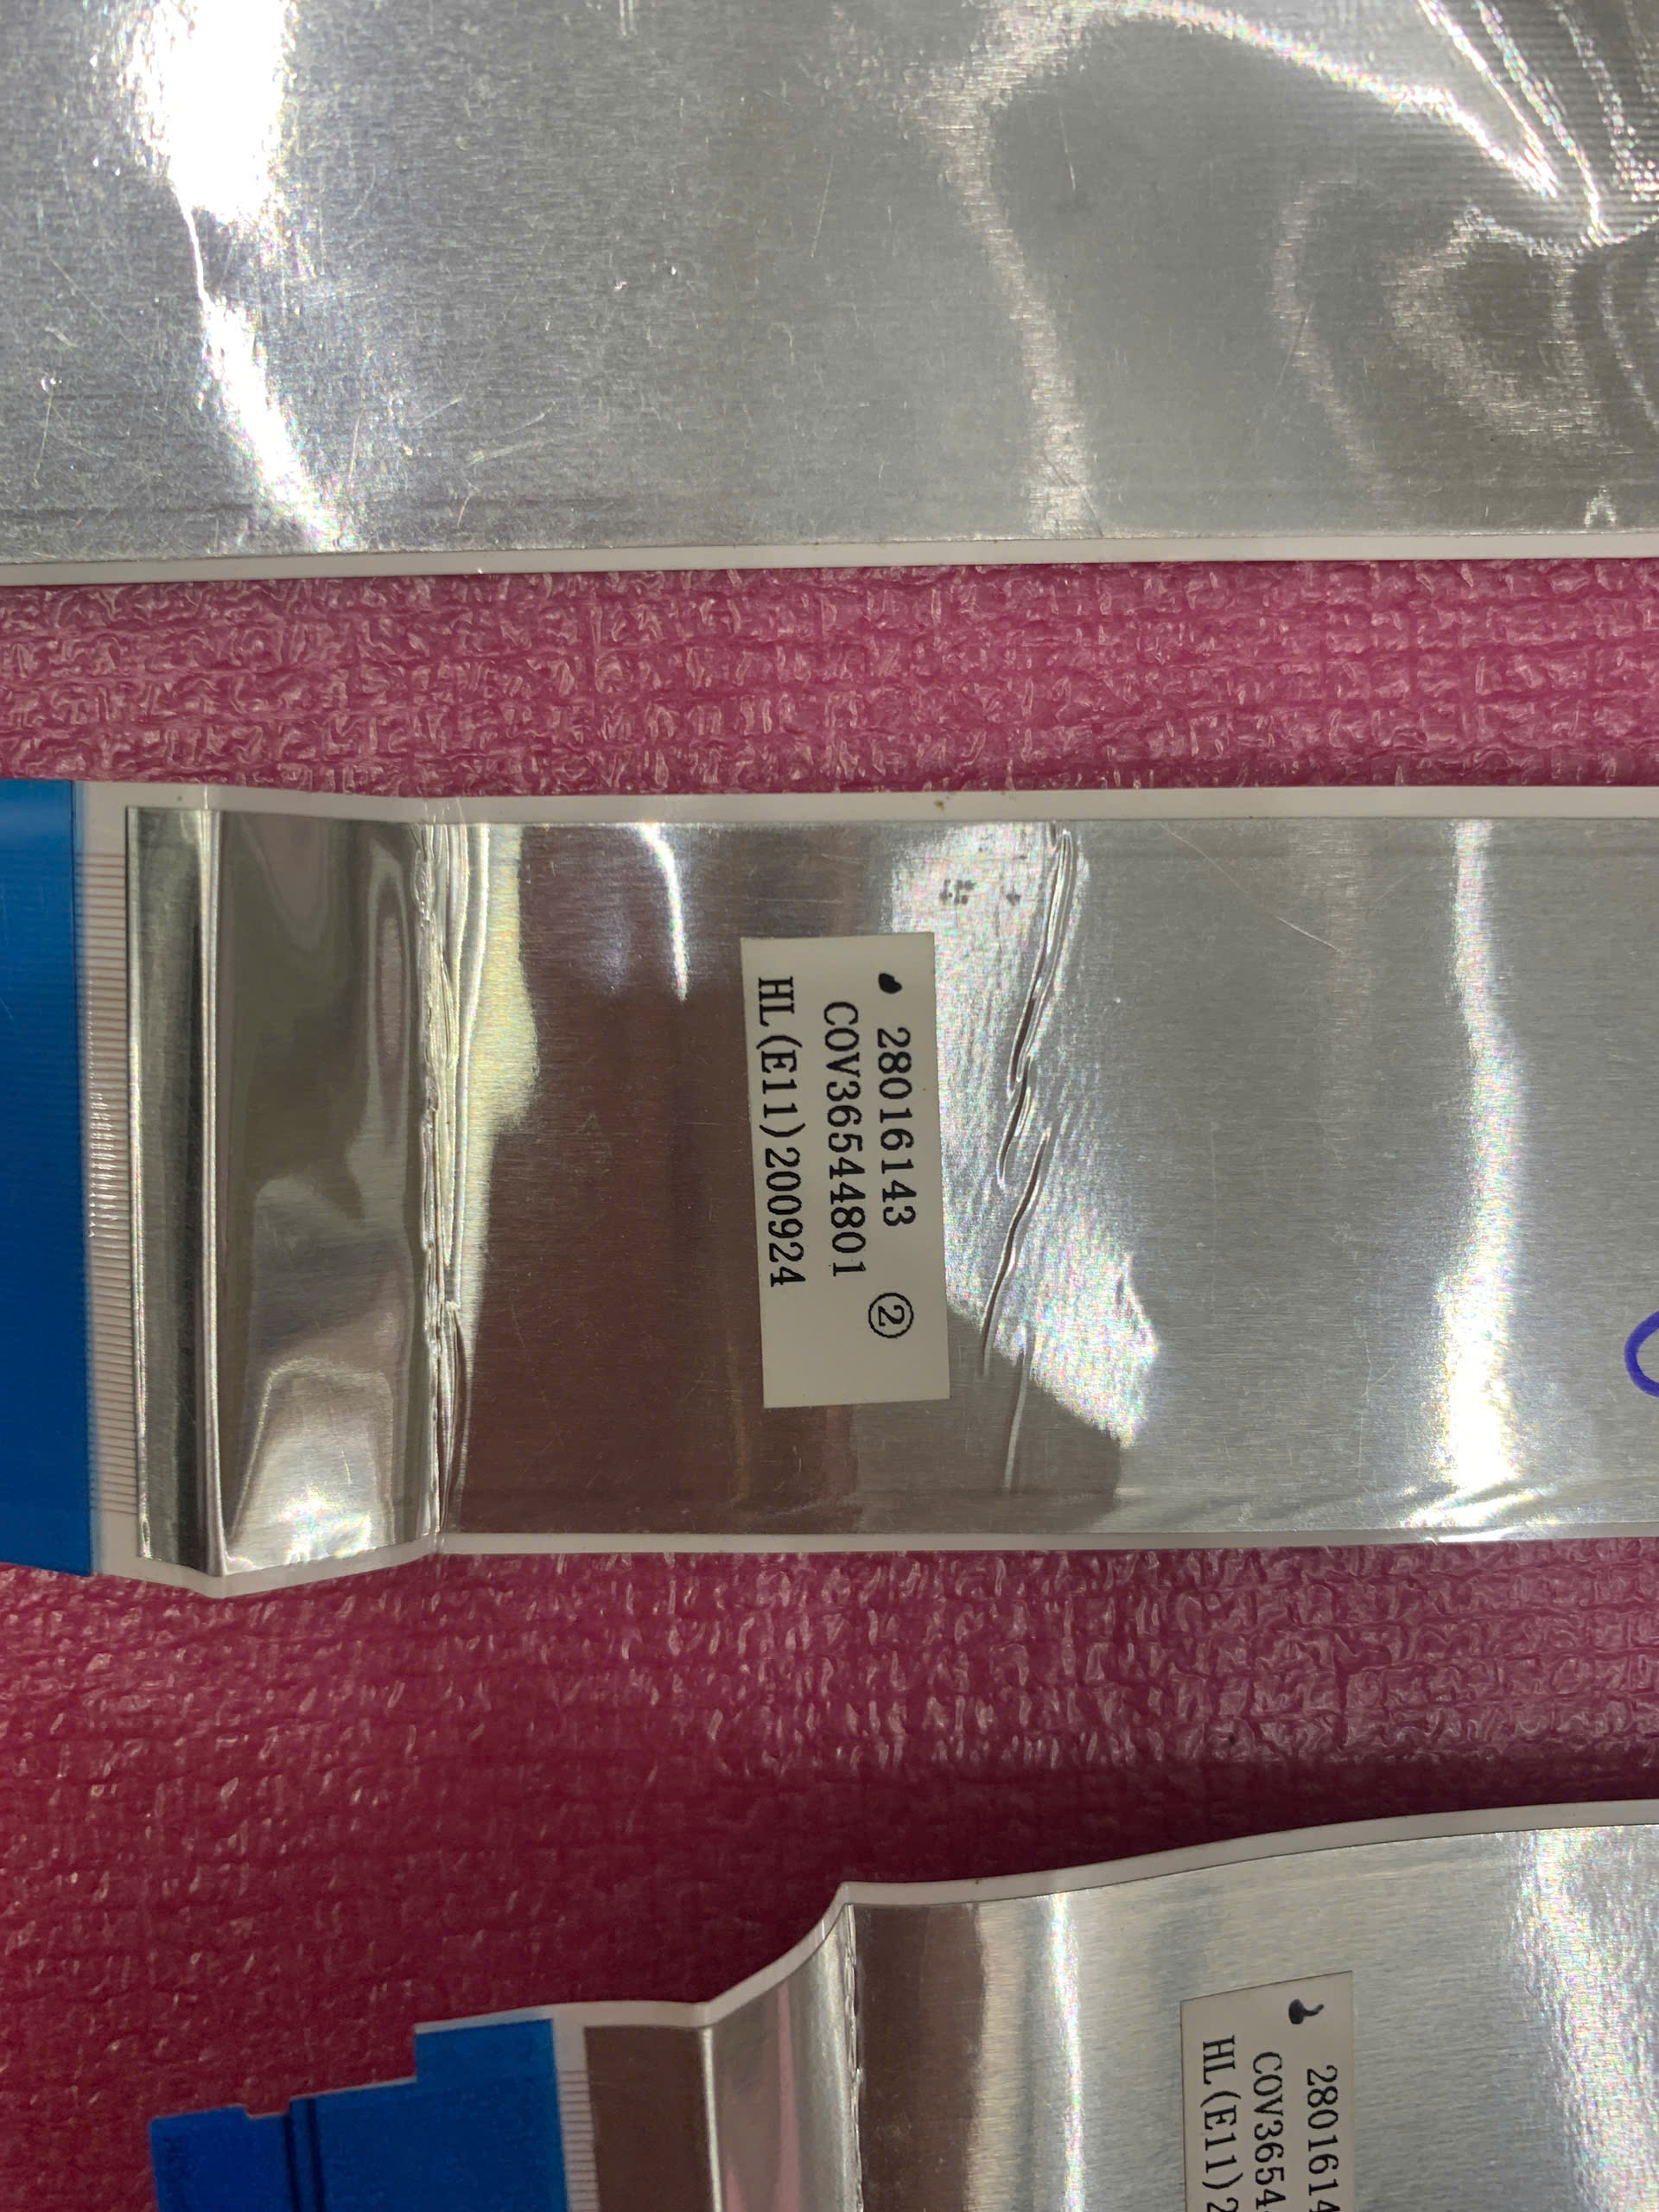 28016143 ②
COV36544801
HL(E11)200924
2801614
COV3654
HL(E11)2